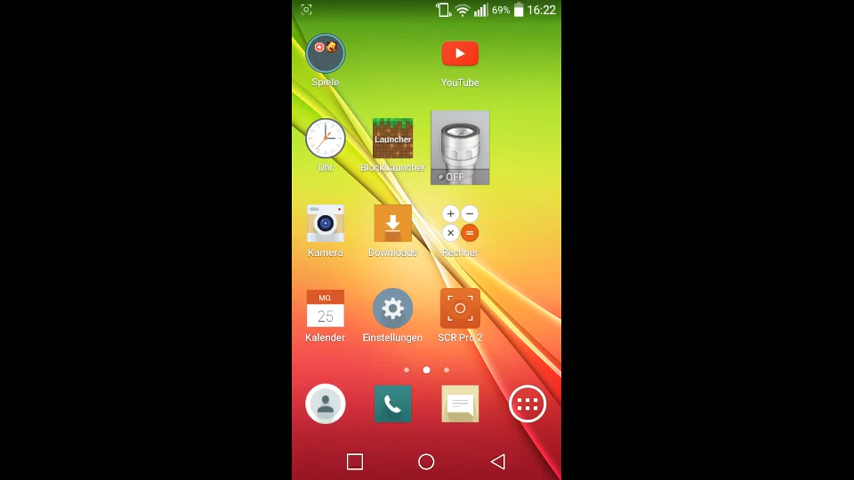 69% 16:22
Spiele
YouTube
Launcher
OFF
Uhr
BlockLauncher
Kamera
Downloads
Rechner
MO.
25
Kalender
Einstellungen
SCR Pro 2